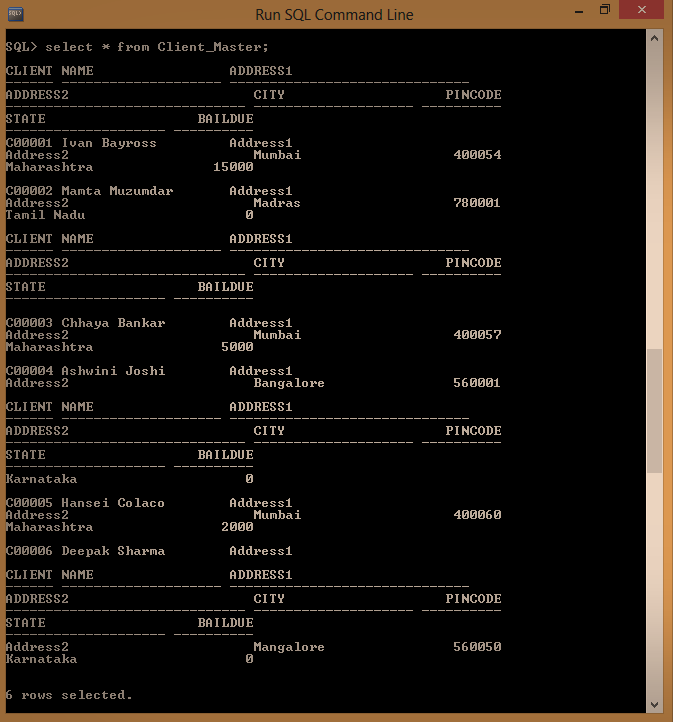 Run SQL Command Line
SQL> select * from Client_Master;
CLIENT NAME ADDRESS1
------ -------------------- ------------------------------
ADDRESS2 CITY PINCODE
------------------------------ -------------------- ----------
STATE BAILDUE
-------------------- ----------
C00001 Ivan Bayross Address1
Address2 Mumbai 400054
Maharashtra 15000
C00002 Mamta Muzumdar Address1
Address2 Madras 780001
Tamil Nadu 0
CLIENT NAME ADDRESS1
------ -------------------- ------------------------------
ADDRESS2 CITY PINCODE
------------------------------ -------------------- ----------
STATE BAILDUE
-------------------- ----------
C00003 Chhaya Bankar Address1
Address2 Mumbai 400057
Maharashtra 5000
C00004 Ashwini Joshi Address1
Address2 Bangalore 560001
CLIENT NAME ADDRESS1
------ -------------------- ------------------------------
ADDRESS2 CITY PINCODE
------------------------------ -------------------- ----------
STATE BAILDUE
-------------------- ----------
Karnataka 0
C00005 Hansei Colaco Address1
Address2 Mumbai 400060
Maharashtra 2000
C00006 Deepak Sharma Address1
CLIENT NAME ADDRESS1
------ -------------------- ------------------------------
ADDRESS2 CITY PINCODE
------------------------------ -------------------- ----------
STATE BAILDUE
-------------------- ----------
Address2 Mangalore 560050
Karnataka 0
6 rows selected.